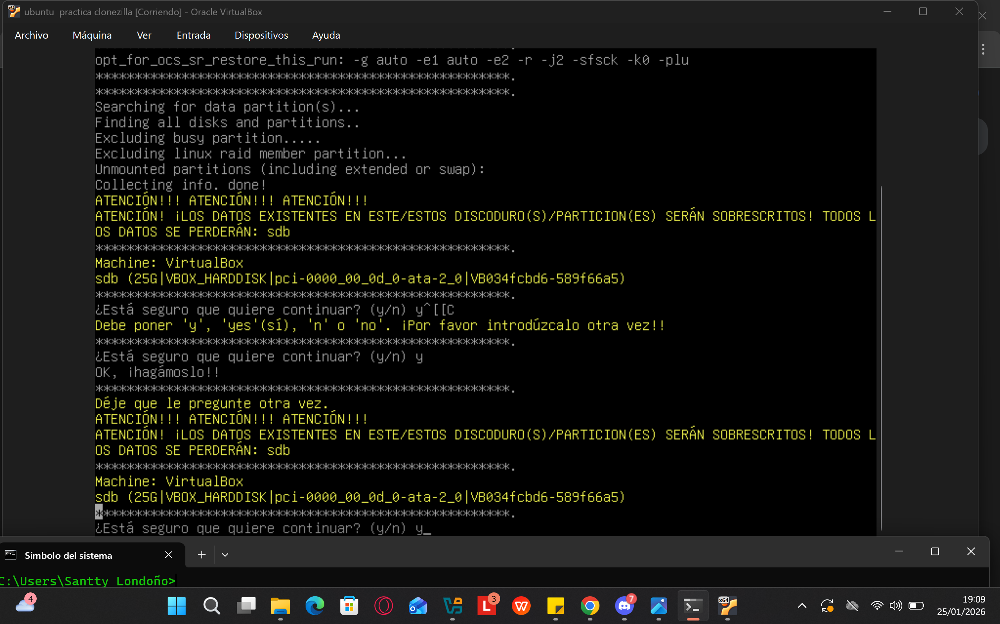 ubuntu  practica clonezilla [Corriendo] - Oracle VirtualBox
Archivo Máquina Ver Entrada Dispositivos Ayuda
opt_for_ocs_sr_restore_this_run: -g auto -e1 auto -e2 -r -j2 -sfsck -k0 -plu
*****************************************************.
*****************************************************.
Searching for data partition(s)...
Finding all disks and partitions..
Excluding busy partition.....
Excluding linux raid member partition...
Unmounted partitions (including extended or swap):
Collecting info. done!
ATENCIÓN!!! ATENCIÓN!!! ATENCIÓN!!!
ATENCIÓN! ¡LOS DATOS EXISTENTES EN ESTE/ESTOS DISCODURO(S)/PARTICION(ES) SERÁN SOBRESCRITOS! TODOS L
OS DATOS SE PERDERÁN: sdb
*****************************************************.
Machine: VirtualBox
sdb (25G|VBOX_HARDDISK|pci-0000_00_0d_0-ata-2_0|VB034fcbd6-589f66a5)
*****************************************************.
¿Está seguro que quiere continuar? (y/n) y^[[C
Debe poner 'y', 'yes'(sí), 'n' o 'no'. ¡Por favor introdúzcalo otra vez!!
*****************************************************.
¿Está seguro que quiere continuar? (y/n) y
OK, ¡hagámoslo!!
*****************************************************.
Déje que le pregunte otra vez.
ATENCIÓN!!! ATENCIÓN!!! ATENCIÓN!!!
ATENCIÓN! ¡LOS DATOS EXISTENTES EN ESTE/ESTOS DISCODURO(S)/PARTICION(ES) SERÁN SOBRESCRITOS! TODOS L
OS DATOS SE PERDERÁN: sdb
*****************************************************.
Machine: VirtualBox
sdb (25G|VBOX_HARDDISK|pci-0000_00_0d_0-ata-2_0|VB034fcbd6-589f66a5)
*****************************************************.
¿Está seguro que quiere continuar? (y/n) y_
Símbolo del sistema
C:\Users\Santty Londoño>
4
3
7
x64
19:09
25/01/2026